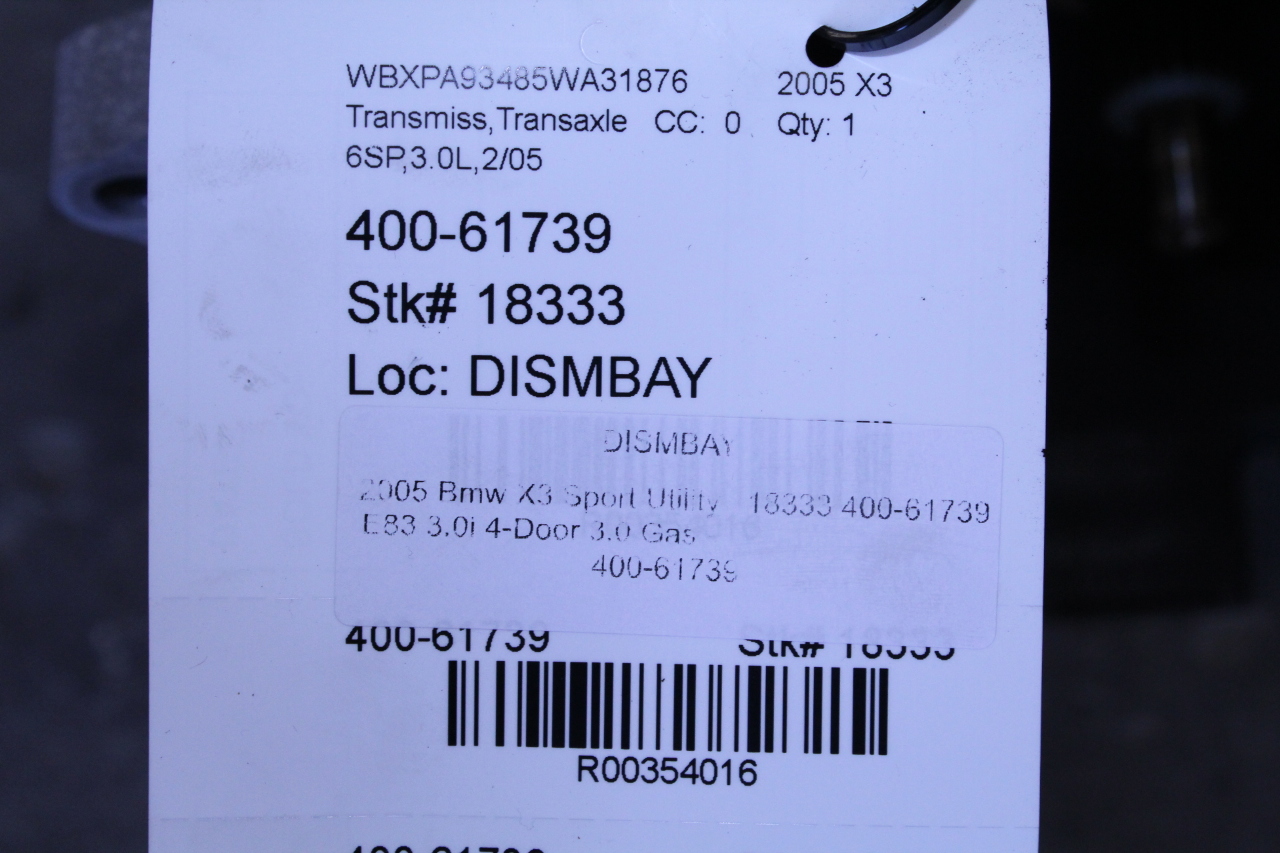 WBXPA93485WA31876 2005 X3
Transmiss,Transaxle CC: 0 Qty: 1
6SP,3.0L,2/05
400-61739
Stk# 18333
Loc: DISMBAY
DISMBAY
2005 Bmw X3 Sport Utility 18333 400-61739
E83 3.0i 4-Door 3.0 Gas
400-61739
400-61739 Stk# 18333
R00354016